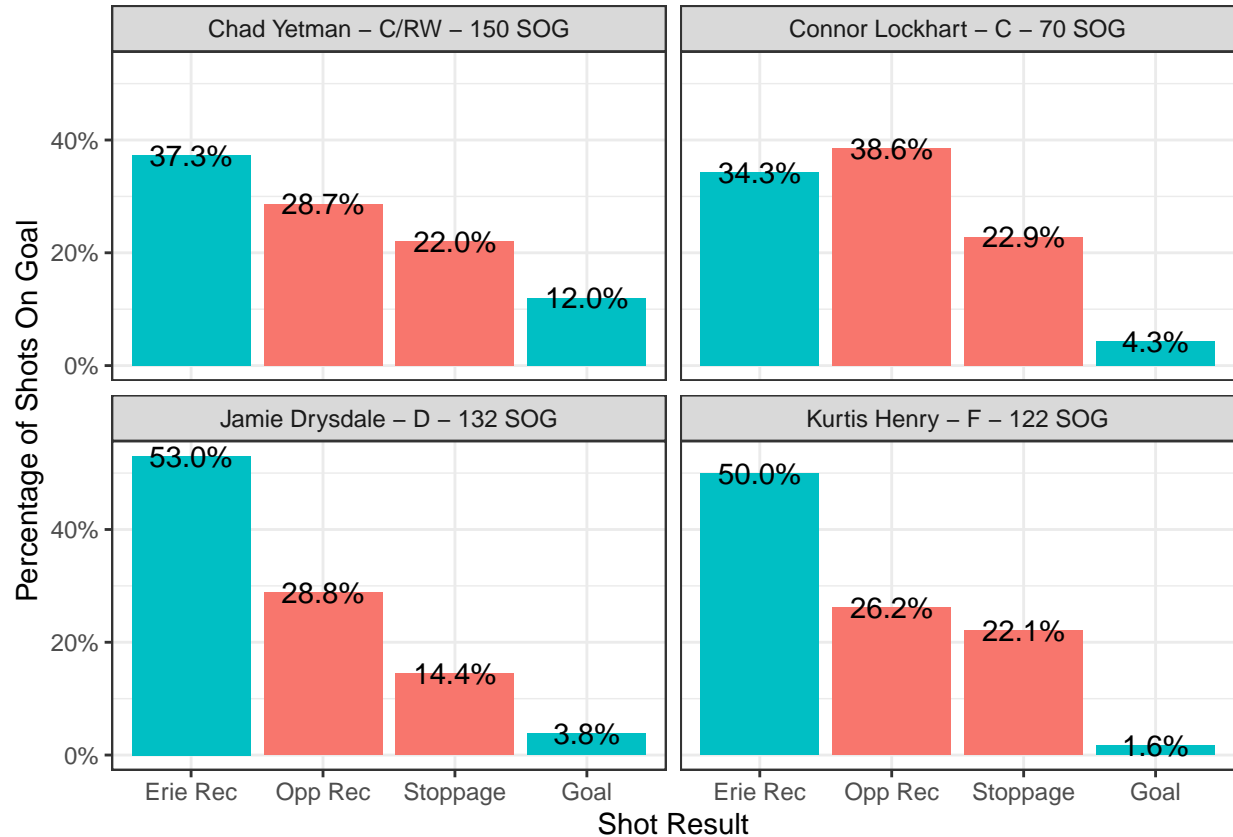 Chad Yetman – C/RW – 150 SOG
Connor Lockhart – C – 70 SOG
40%
20%
0%
37.3%
28.7%
22.0%
12.0%
34.3%
38.6%
22.9%
4.3%
Jamie Drysdale – D – 132 SOG
Kurtis Henry – F – 122 SOG
40%
20%
0%
53.0%
28.8%
14.4%
3.8%
50.0%
26.2%
22.1%
1.6%
Erie Rec
Opp Rec
Stoppage
Goal
Erie Rec
Opp Rec
Stoppage
Goal
Shot Result
Percentage of Shots On Goal